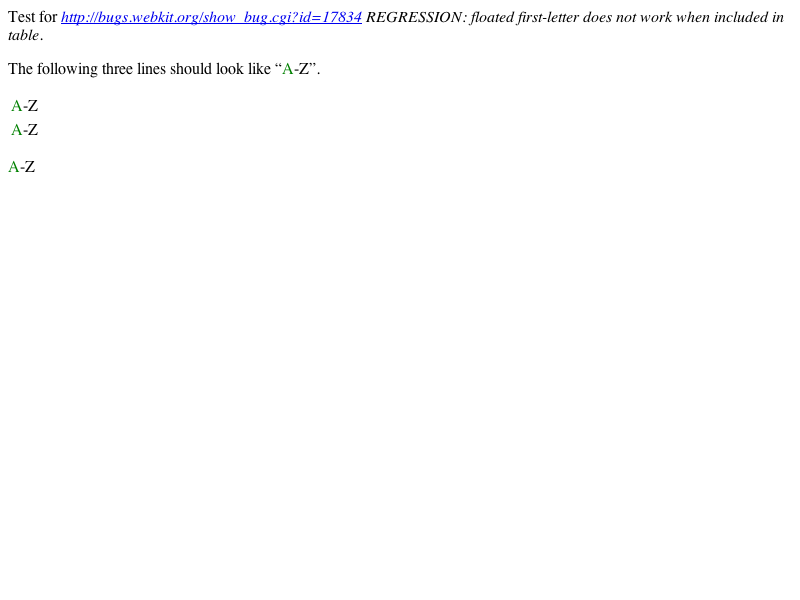 Test for http://bugs.webkit.org/show_bug.cgi?id=17834 REGRESSION: floated first-letter does not work when included in
table.
The following three lines should look like “A-Z”.
A-Z
A-Z
A-Z